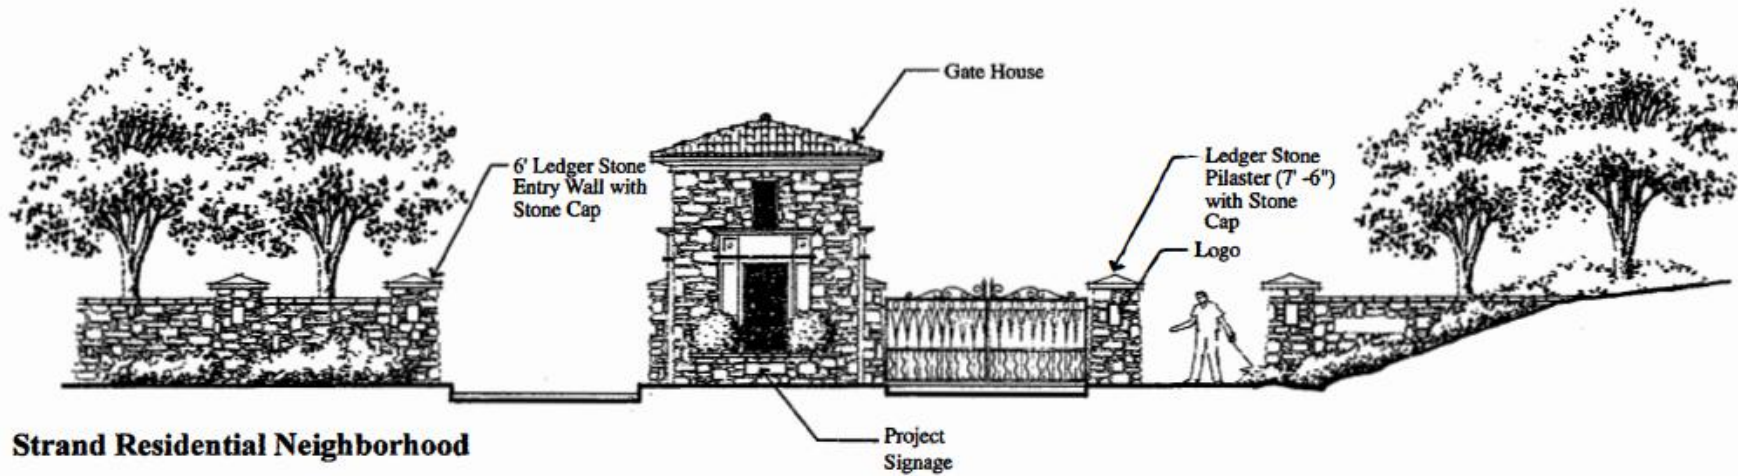 Gate House
6' Ledger Stone
Entry Wall with
Stone Cap
Ledger Stone
Pilaster (7' -6")
with Stone
Cap
Logo
Project
Signage
Strand Residential Neighborhood